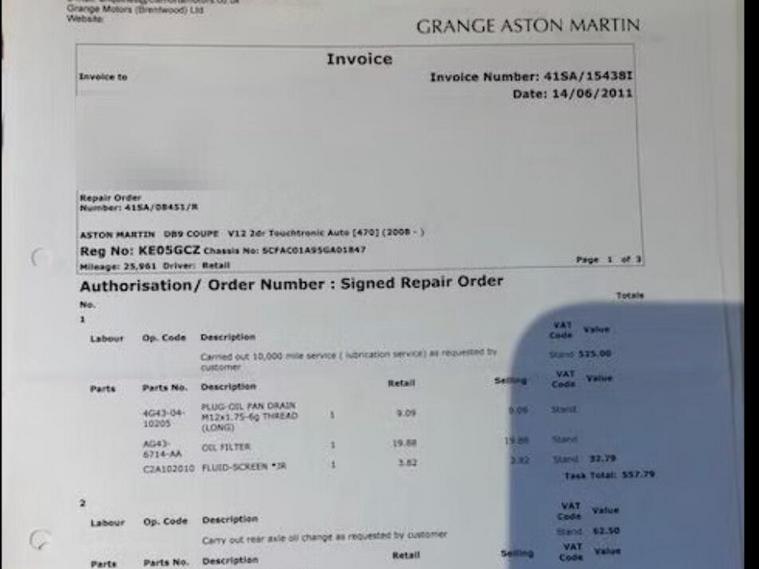 Grange Motors (Brentwood) Ltd
Website:
GRANGE ASTON MARTIN
Invoice
Invoice to
Invoice Number: 41SA/15438I
Date: 14/06/2011
Repair Order
Number: 41SA/08451/R
ASTON MARTIN DB9 COUPE V12 2dr Touchtronic Auto [470] (2008 - )
Reg No: KE05GCZ Chassis No: SCFAC01A95GA01847
Mileage: 25,961 Driver: Retail
Page 1 of 3
Authorisation/ Order Number : Signed Repair Order
No.
Totals
1
Labour Op. Code Description VAT Code Value
Carried out 10,000 mile service ( lubrication service) as requested by Stand 525.00
customer
Parts Parts No. Description Retail Selling VAT Code Value
4G43-04-10205 PLUG-OIL PAN DRAIN M12x1.75-6g THREAD (LONG) 1 9.09 9.09 Stand
AG43-6714-AA OIL FILTER 1 19.88 19.88 Stand
C2A102010 FLUID-SCREEN *JR 1 3.82 3.82 Stand 32.79
Task Total: 557.79
2
Labour Op. Code Description VAT Code Value
Carry out rear axle oil change as requested by customer Stand 62.50
Parts Parts No. Description Retail Selling VAT Code Value